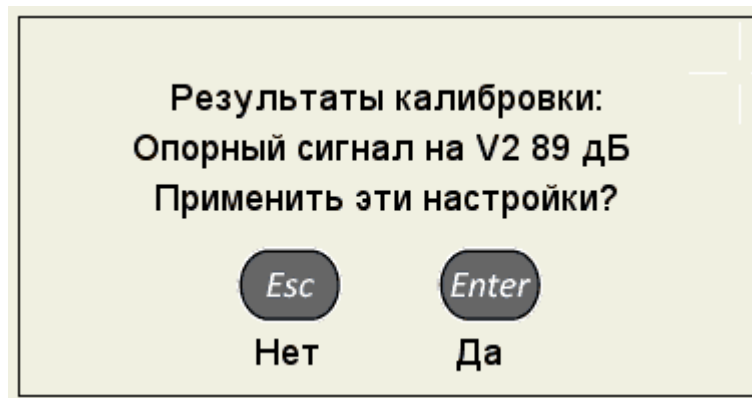 Результаты калибровки:
Опорный сигнал на V2 89 дБ
Применить эти настройки?
Esc Enter
Нет Да